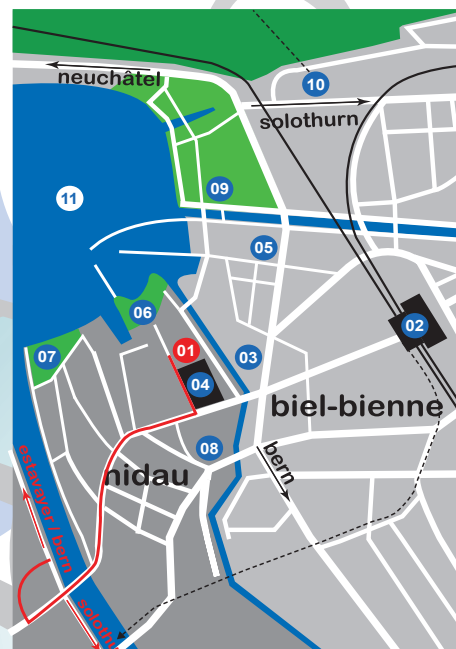 neuchâtel
10
solothurn
11
09
05
06
02
01
07
03
04
biel-bienne
08
bern
nidau
estavayer / bern
solothu